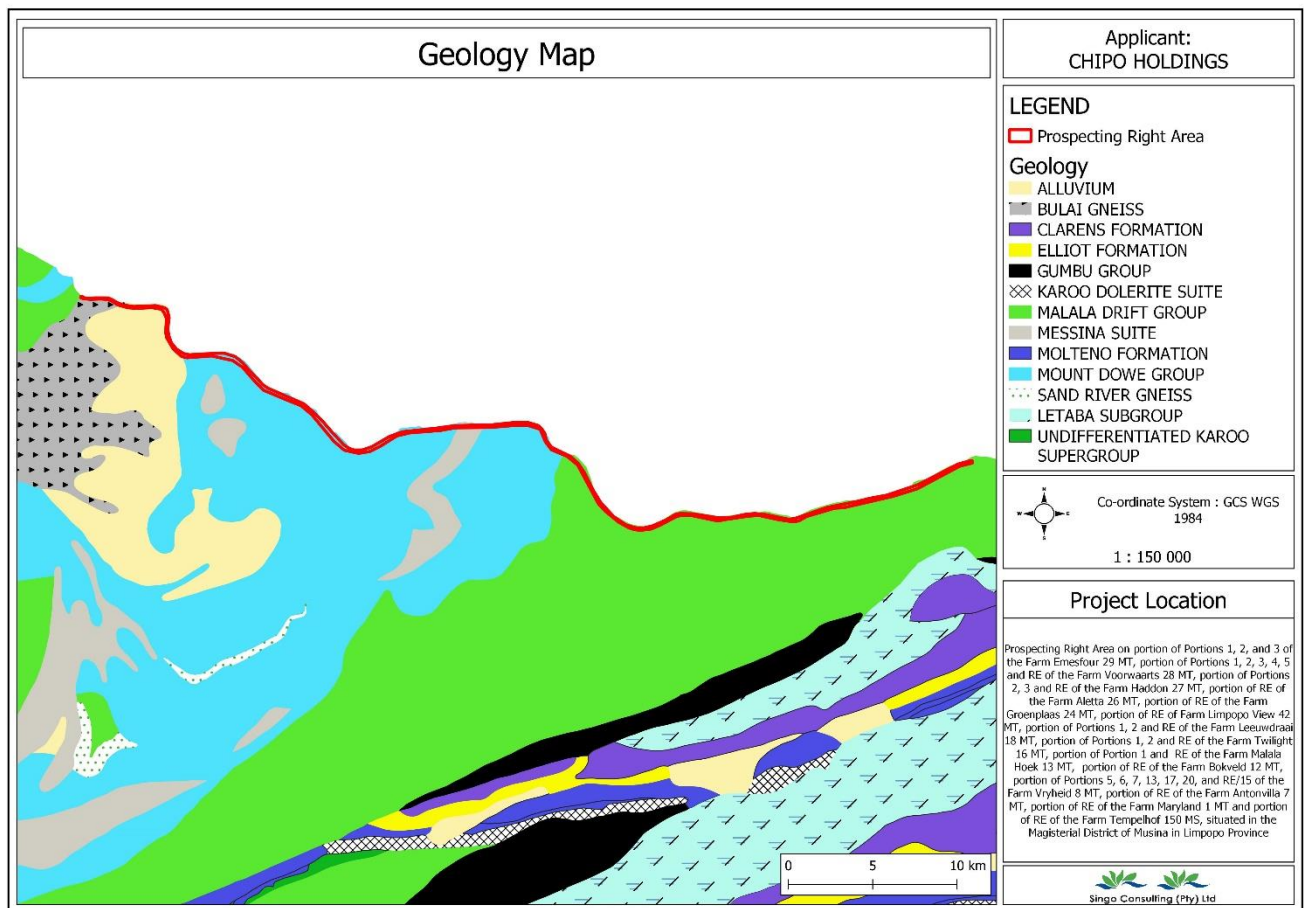 Geology Map
Applicant:
CHIPO HOLDINGS
LEGEND
Prospecting Right Area
Geology
ALLUVIUM
BULAI GNEISS
CLARENS FORMATION
ELLIOT FORMATION
GUMBU GROUP
KAROO DOLERITE SUITE
MALALA DRIFT GROUP
MESSINA SUITE
MOLTENO FORMATION
MOUNT DOWE GROUP
SAND RIVER GNEISS
LETABA SUBGROUP
UNDIFFERENTIATED KAROO
SUPERGROUP
N
W E
S
Co-ordinate System : GCS WGS
1984
1 : 150 000
Project Location
Prospecting Right Area on portion of Portions 1, 2, and 3 of
the Farm Emesfour 29 MT, portion of Portions 1, 2, 3, 4, 5
and RE of the Farm Voorwaarts 28 MT, portion of Portions
2, 3 and RE of the Farm Haddon 27 MT, portion of RE of
the Farm Aletta 26 MT, portion of RE of the Farm
Groenplaas 24 MT, portion of RE of Farm Limpopo View 42
MT, portion of Portions 1, 2 and RE of the Farm Leeuwdraai
18 MT, portion of Portions 1, 2 and RE of the Farm Twilight
16 MT, portion of Portion 1 and RE of the Farm Malala
Hoek 13 MT, portion of RE of the Farm Bokveld 12 MT,
portion of Portions 5, 6, 7, 13, 17, 20, and RE/15 of the
Farm Vryheid 8 MT, portion of RE of the Farm Antonvilla 7
MT, portion of RE of the Farm Maryland 1 MT and portion
of RE of the Farm Tempelhof 150 MS, situated in the
Magisterial District of Musina in Limpopo Province
0 5 10 km
Singo Consulting (Pty) Ltd